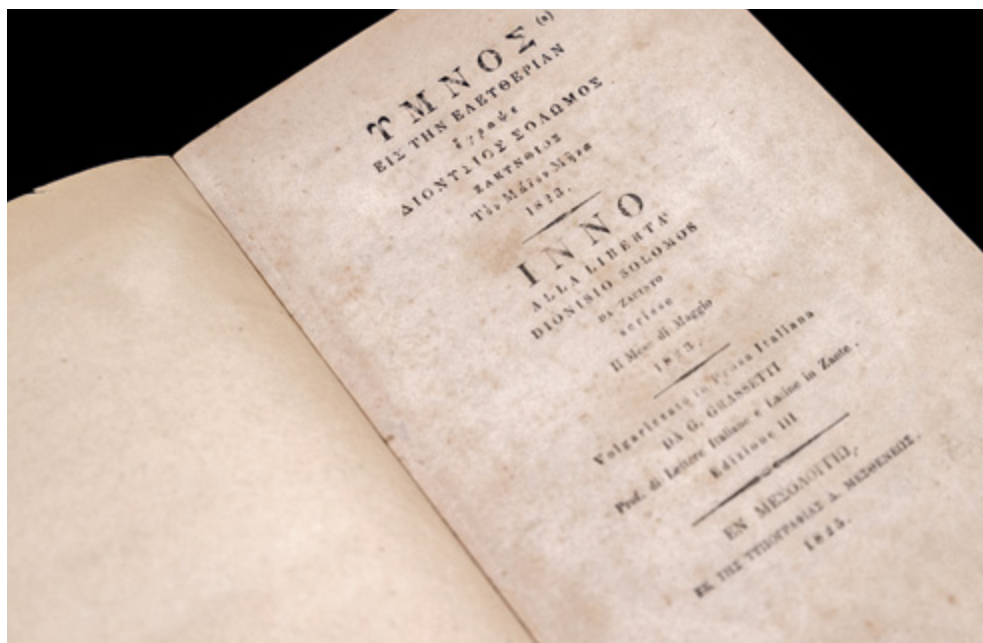 ΥΜΝΟΣ (α)
ΕΙΣ ΤΗΝ ΕΛΕΥΘΕΡΙΑΝ
ἔγραψε
ΔΙΟΝΥΣΙΟΣ ΣΟΛΩΜΟΣ
ΖΑΚΥΝΘΙΟΣ
Τὸν Μάϊον Μῆνα
1823.
INNO
ALLA LIBERTA'
DIONISIO SOLOMOS
DA ZACINTO
scrisse
Il Mese di Maggio
1823.
Volgarizzato in Prosa Italiana
DA G. GRASSETTI
Prof. di Lettere Italiane e Latine in Zante.
Edizione III
ΕΝ ΜΕΣΟΛΟΓΓΙΩ,
ΕΚ ΤΗΣ ΤΥΠΟΓΡΑΦΙΑΣ Δ. ΜΕΣΘΕΝΕΩΣ.
1825.